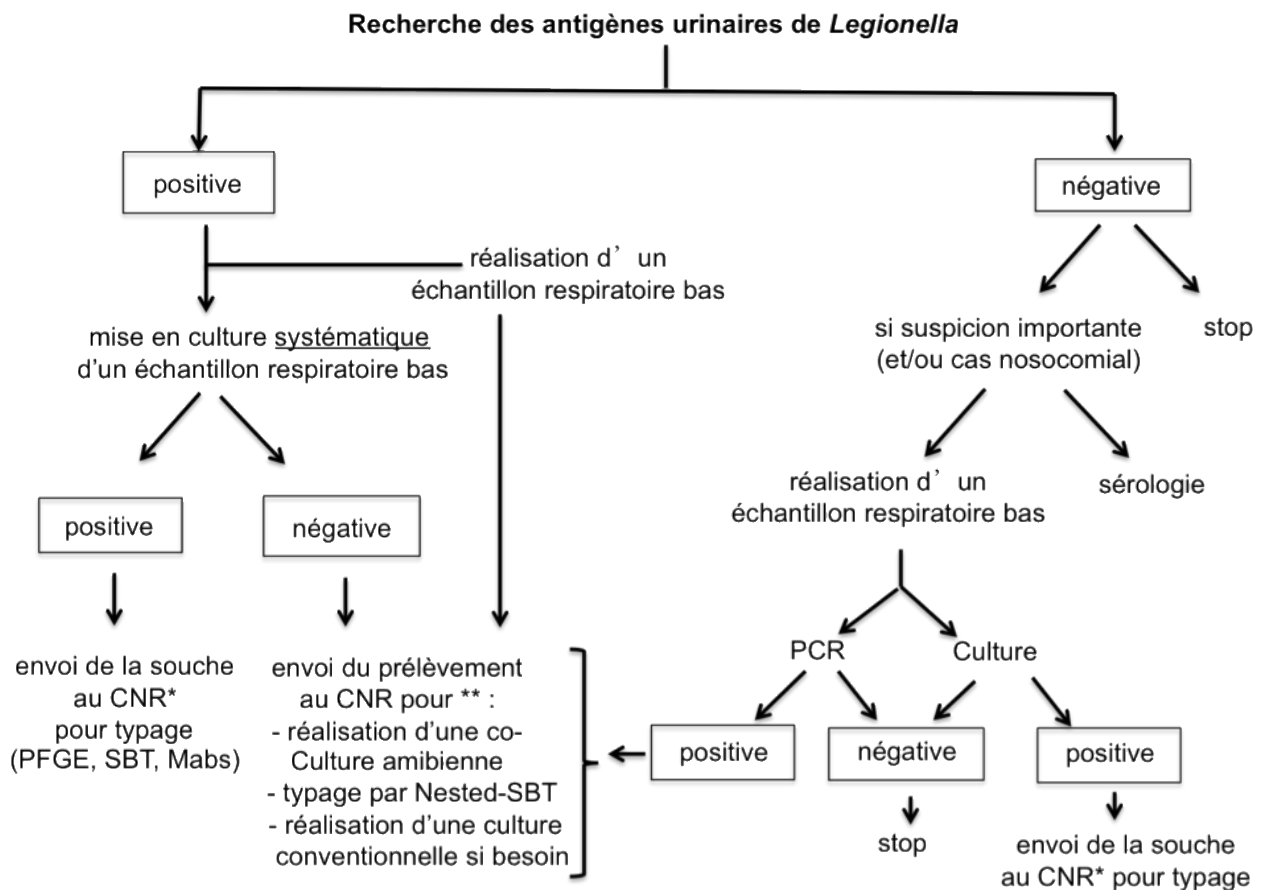 Recherche des antigènes urinaires de Legionella
positive
négative
réalisation d’ un
échantillon respiratoire bas
mise en culture systématique
d’un échantillon respiratoire bas
si suspicion importante
(et/ou cas nosocomial)
stop
positive
négative
réalisation d’ un
échantillon respiratoire bas
sérologie
envoi de la souche
au CNR*
pour typage
(PFGE, SBT, Mabs)
envoi du prélèvement
au CNR pour ** :
- réalisation d’une co-
Culture amibienne
- typage par Nested-SBT
- réalisation d’une culture
conventionnelle si besoin
PCR
Culture
positive
négative
positive
stop
envoi de la souche
au CNR* pour typage